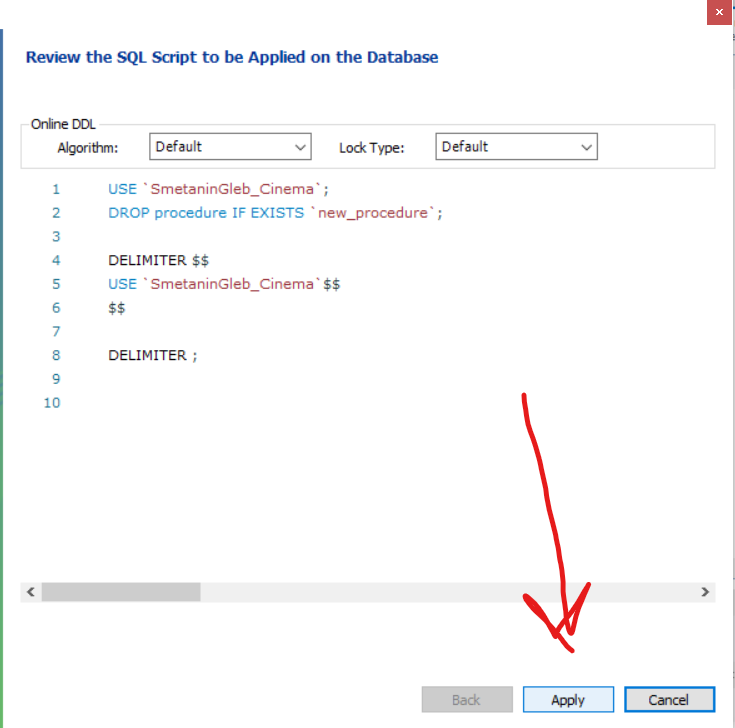 Review the SQL Script to be Applied on the Database
Online DDL
Algorithm: Default Lock Type: Default
1 USE `SmetaninGleb_Cinema`;
2 DROP procedure IF EXISTS `new_procedure`;
3
4 DELIMITER $$
5 USE `SmetaninGleb_Cinema`$$
6 $$
7
8 DELIMITER ;
9
10
Back Apply Cancel